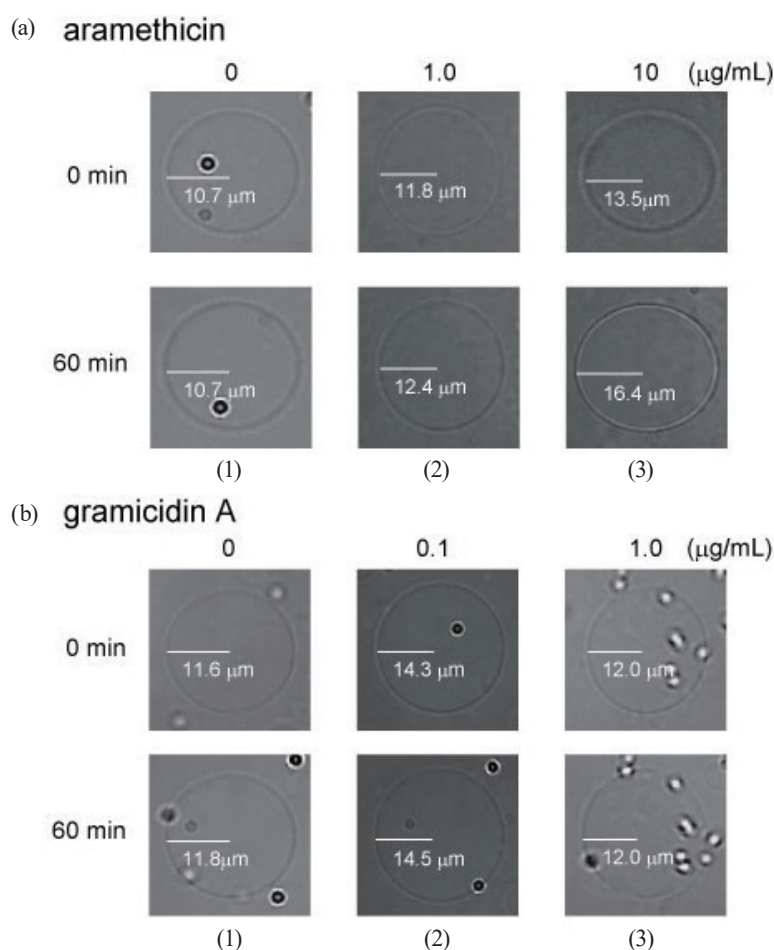 (a) aramethicin
0 1.0 10 (μg/mL)
0 min
10.7 μm 11.8 μm 13.5μm
60 min
10.7 μm 12.4 μm 16.4 μm
(1) (2) (3)
(b) gramicidin A
0 0.1 1.0 (μg/mL)
0 min
11.6 μm 14.3 μm 12.0 μm
60 min
11.8μm 14.5 μm 12.0 μm
(1) (2) (3)